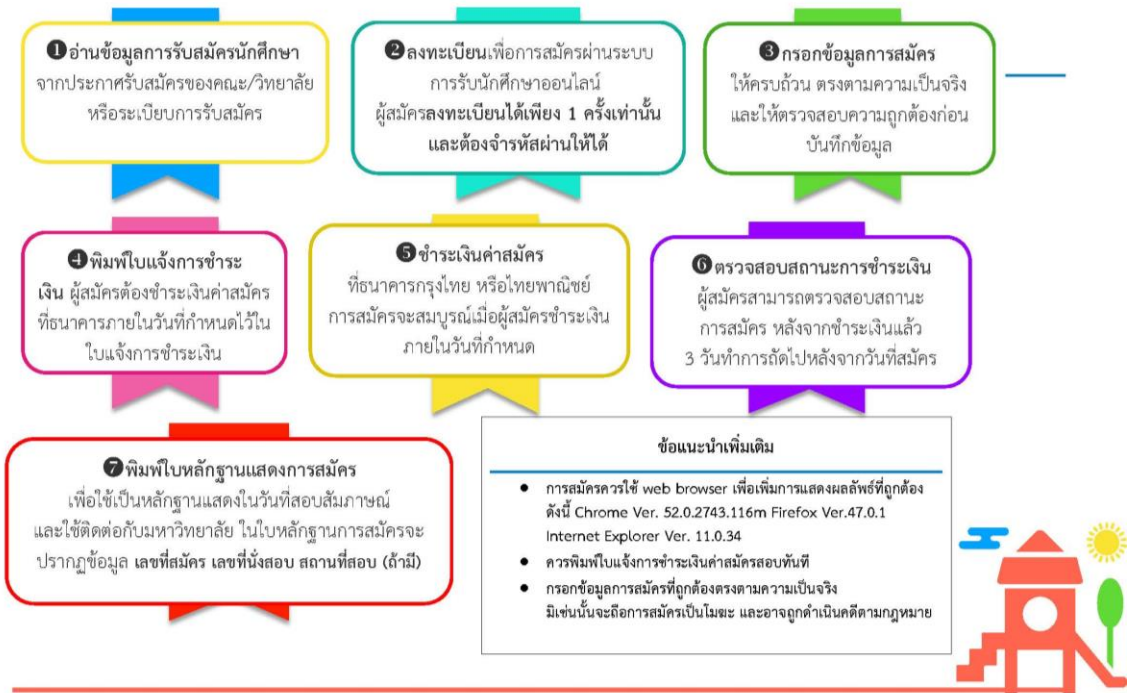 ❶อ่านข้อมูลการรับสมัครนักศึกษา
จากประกาศรับสมัครของคณะ/วิทยาลัย
หรือระเบียบการรับสมัคร
❷ลงทะเบียนเพื่อการสมัครผ่านระบบ
การรับนักศึกษาออนไลน์
ผู้สมัครลงทะเบียนได้เพียง 1 ครั้งเท่านั้น
และต้องจำรหัสผ่านให้ได้
❸กรอกข้อมูลการสมัคร
ให้ครบถ้วน ตรงตามความเป็นจริง
และให้ตรวจสอบความถูกต้องก่อน
บันทึกข้อมูล
❹พิมพ์ใบแจ้งการชำระ
เงิน ผู้สมัครต้องชำระเงินค่าสมัคร
ที่ธนาคารภายในวันที่กำหนดไว้ใน
ใบแจ้งการชำระเงิน
❺ชำระเงินค่าสมัคร
ที่ธนาคารกรุงไทย หรือไทยพาณิชย์
การสมัครจะสมบูรณ์เมื่อผู้สมัครชำระเงิน
ภายในวันที่กำหนด
❻ตรวจสอบสถานะการชำระเงิน
ผู้สมัครสามารถตรวจสอบสถานะ
การสมัคร หลังจากชำระเงินแล้ว
3 วันทำการถัดไปหลังจากวันที่สมัคร
❼พิมพ์ใบหลักฐานแสดงการสมัคร
เพื่อใช้เป็นหลักฐานแสดงในวันที่สอบสัมภาษณ์
และใช้ติดต่อกับมหาวิทยาลัย ในใบหลักฐานการสมัครจะ
ปรากฏข้อมูล เลขที่สมัคร เลขที่นั่งสอบ สถานที่สอบ (ถ้ามี)
ข้อแนะนำเพิ่มเติม
● การสมัครควรใช้ web browser เพื่อเพิ่มการแสดงผลลัพธ์ที่ถูกต้อง
ดังนี้ Chrome Ver. 52.0.2743.116m Firefox Ver.47.0.1
Internet Explorer Ver. 11.0.34
● ควรพิมพ์ใบแจ้งการชำระเงินค่าสมัครสอบทันที
● กรอกข้อมูลการสมัครที่ถูกต้องตรงตามความเป็นจริง
มิเช่นนั้นจะถือการสมัครเป็นโมฆะ และอาจถูกดำเนินคดีตามกฎหมาย